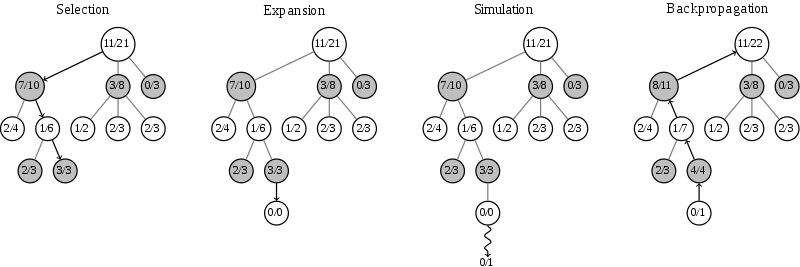 Selection Expansion Simulation Backpropagation
11/21 11/21 11/21 11/22
7/10 3/8 0/3 7/10 3/8 0/3 7/10 3/8 0/3 8/11 3/8 0/3
2/4 1/6 1/2 2/3 2/3 2/4 1/6 1/2 2/3 2/3 2/4 1/6 1/2 2/3 2/3 2/4 1/7 1/2 2/3 2/3
2/3 3/3 2/3 3/3 2/3 3/3 2/3 4/4
0/0 0/0 0/1
0/1